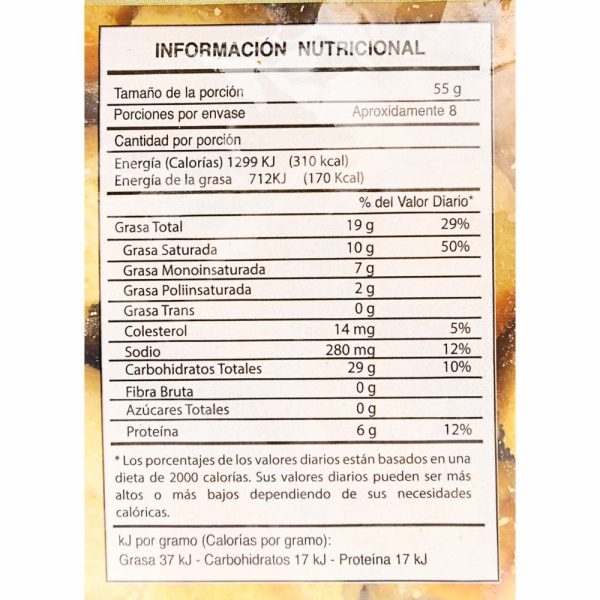 INFORMACIÓN NUTRICIONAL
Tamaño de la porción 55 g
Porciones por envase Aproxidamente 8
Cantidad por porción
Energía (Calorías) 1299 KJ (310 kcal)
Energía de la grasa 712KJ (170 Kcal)
% del Valor Diario*
Grasa Total 19 g 29%
Grasa Saturada 10 g 50%
Grasa Monoinsaturada 7 g
Grasa Poliinsaturada 2 g
Grasa Trans 0 g
Colesterol 14 mg 5%
Sodio 280 mg 12%
Carbohidratos Totales 29 g 10%
Fibra Bruta 0 g
Azúcares Totales 0 g
Proteína 6 g 12%
* Los porcentajes de los valores diarios están basados en una
dieta de 2000 calorías. Sus valores diarios pueden ser más
altos o más bajos dependiendo de sus necesidades
calóricas.
kJ por gramo (Calorías por gramo):
Grasa 37 kJ - Carbohidratos 17 kJ - Proteína 17 kJ